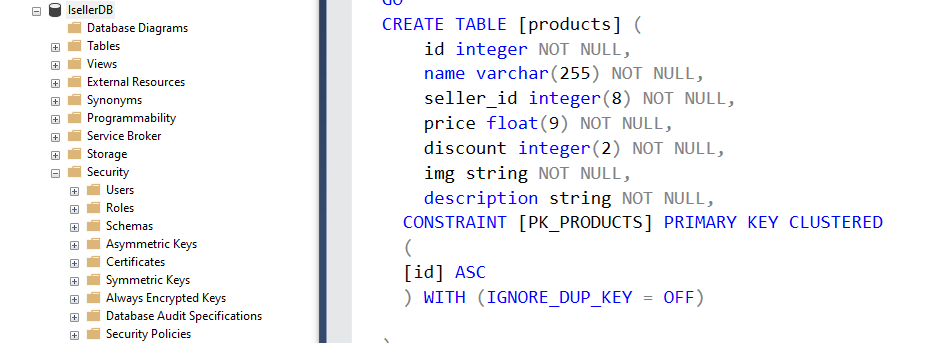 IsellerDB
Database Diagrams
Tables
Views
External Resources
Synonyms
Programmability
Service Broker
Storage
Security
Users
Roles
Schemas
Asymmetric Keys
Certificates
Symmetric Keys
Always Encrypted Keys
Database Audit Specifications
Security Policies
GO
CREATE TABLE [products] (
id integer NOT NULL,
name varchar(255) NOT NULL,
seller_id integer(8) NOT NULL,
price float(9) NOT NULL,
discount integer(2) NOT NULL,
img string NOT NULL,
description string NOT NULL,
CONSTRAINT [PK_PRODUCTS] PRIMARY KEY CLUSTERED
(
[id] ASC
) WITH (IGNORE_DUP_KEY = OFF)
)